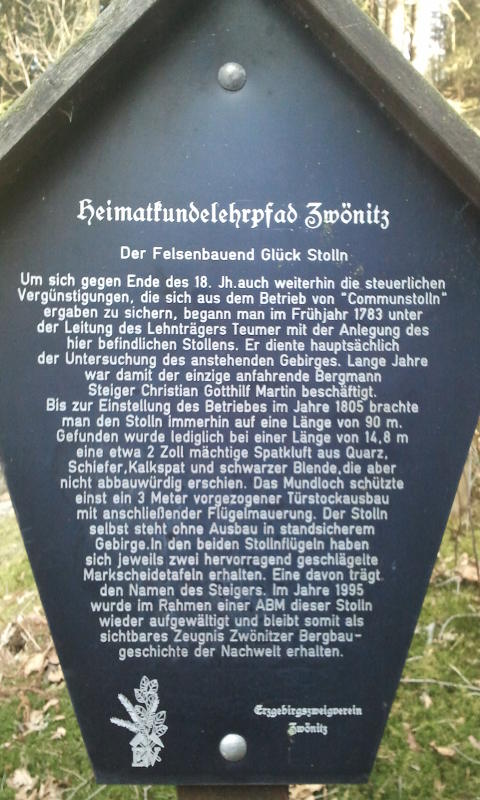 Heimatkundelehrpfad Zwönitz
Der Felsenbauend Glück Stolln
Um sich gegen Ende des 18. Jh.auch weiterhin die steuerlichen
Vergünstigungen, die sich aus dem Betrieb von "Communstolln"
ergaben zu sichern, begann man im Frühjahr 1783 unter
der Leitung des Lehnträgers Teumer mit der Anlegung des
hier befindlichen Stollens. Er diente hauptsächlich
der Untersuchung des anstehenden Gebirges. Lange Jahre
war damit der einzige anfahrende Bergmann
Steiger Christian Gotthilf Martin beschäftigt.
Bis zur Einstellung des Betriebes im Jahre 1805 brachte
man den Stolln immerhin auf eine Länge von 90 m.
Gefunden wurde lediglich bei einer Länge von 14,8 m
eine etwa 2 Zoll mächtige Spatkluft aus Quarz,
Schiefer,Kalkspat und schwarzer Blende,die aber
nicht abbauwürdig erschien. Das Mundloch schützte
einst ein 3 Meter vorgezogener Türstockausbau
mit anschließender Flügelmauerung. Der Stolln
selbst steht ohne Ausbau in standsicherem
Gebirge.In den beiden Stollnflügeln haben
sich jeweils zwei hervorragend geschlägelte
Markscheidetafeln erhalten. Eine davon trägt
den Namen des Steigers. Im Jahre 1995
wurde im Rahmen einer ABM dieser Stolln
wieder aufgewältigt und bleibt somit als
sichtbares Zeugnis Zwönitzer Bergbau-
geschichte der Nachwelt erhalten.
Erzgebirgszweigverein
Zwönitz